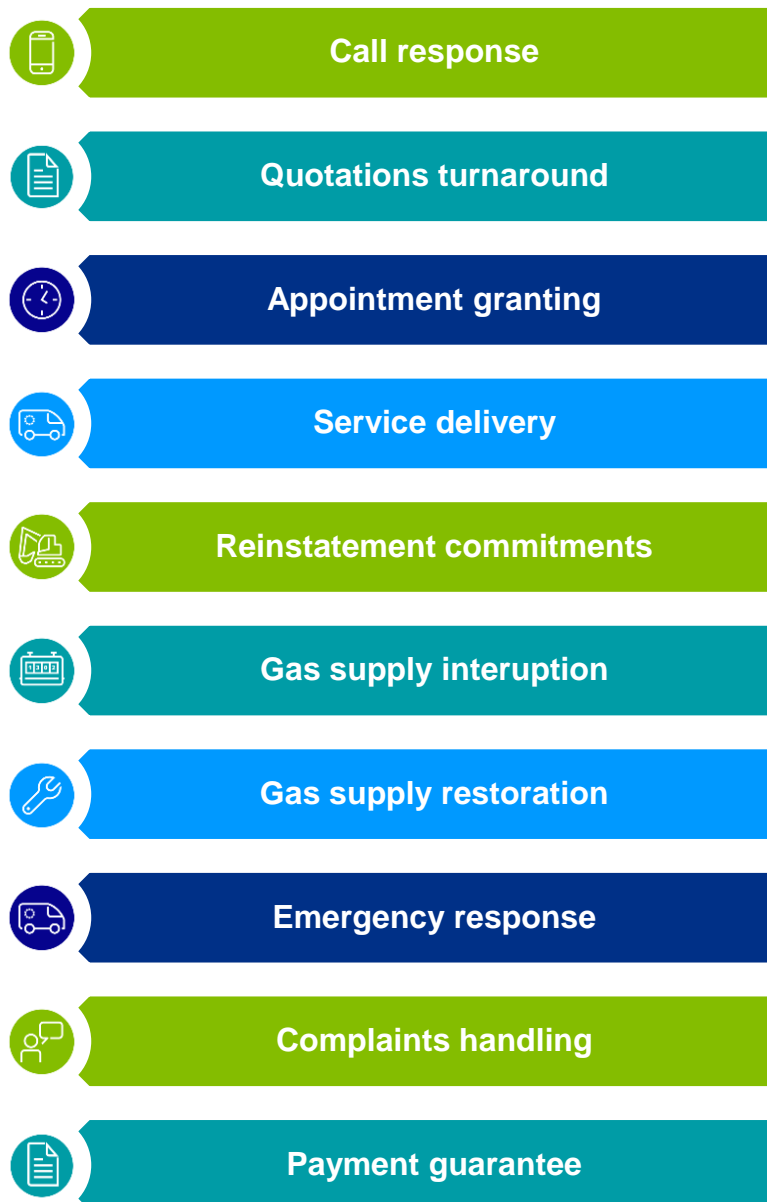 Call response
Quotations turnaround
Appointment granting
Service delivery
Reinstatement commitments
Gas supply interuption
Gas supply restoration
Emergency response
Complaints handling
Payment guarantee